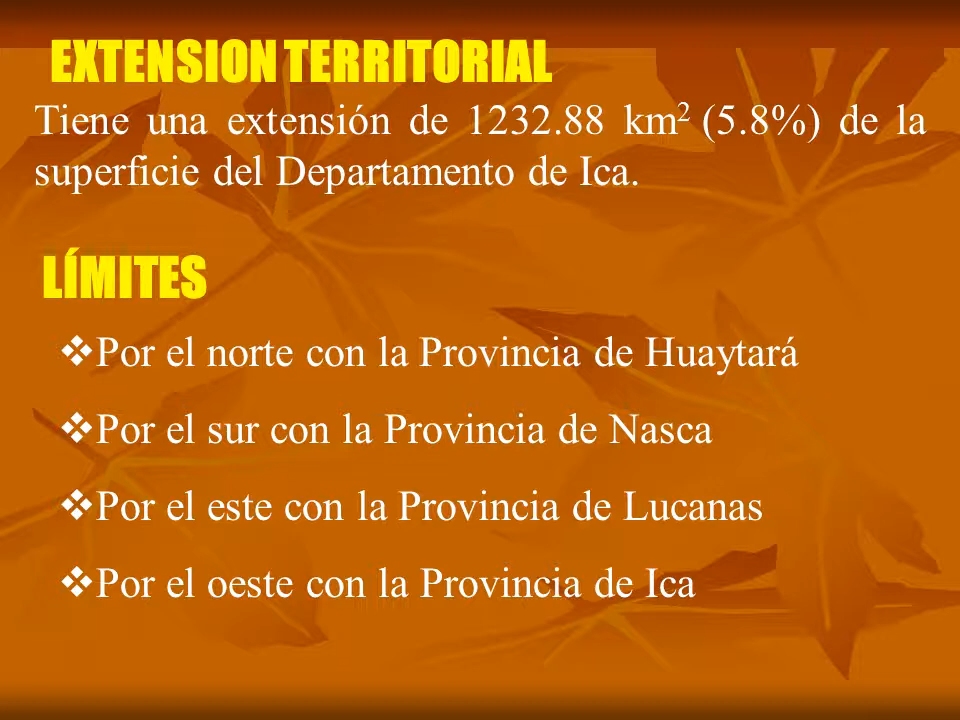 EXTENSION TERRITORIAL
Tiene una extensión de 1232.88 km² (5.8%) de la
superficie del Departamento de Ica.
LÍMITES
❖Por el norte con la Provincia de Huaytará
❖Por el sur con la Provincia de Nasca
❖Por el este con la Provincia de Lucanas
❖Por el oeste con la Provincia de Ica